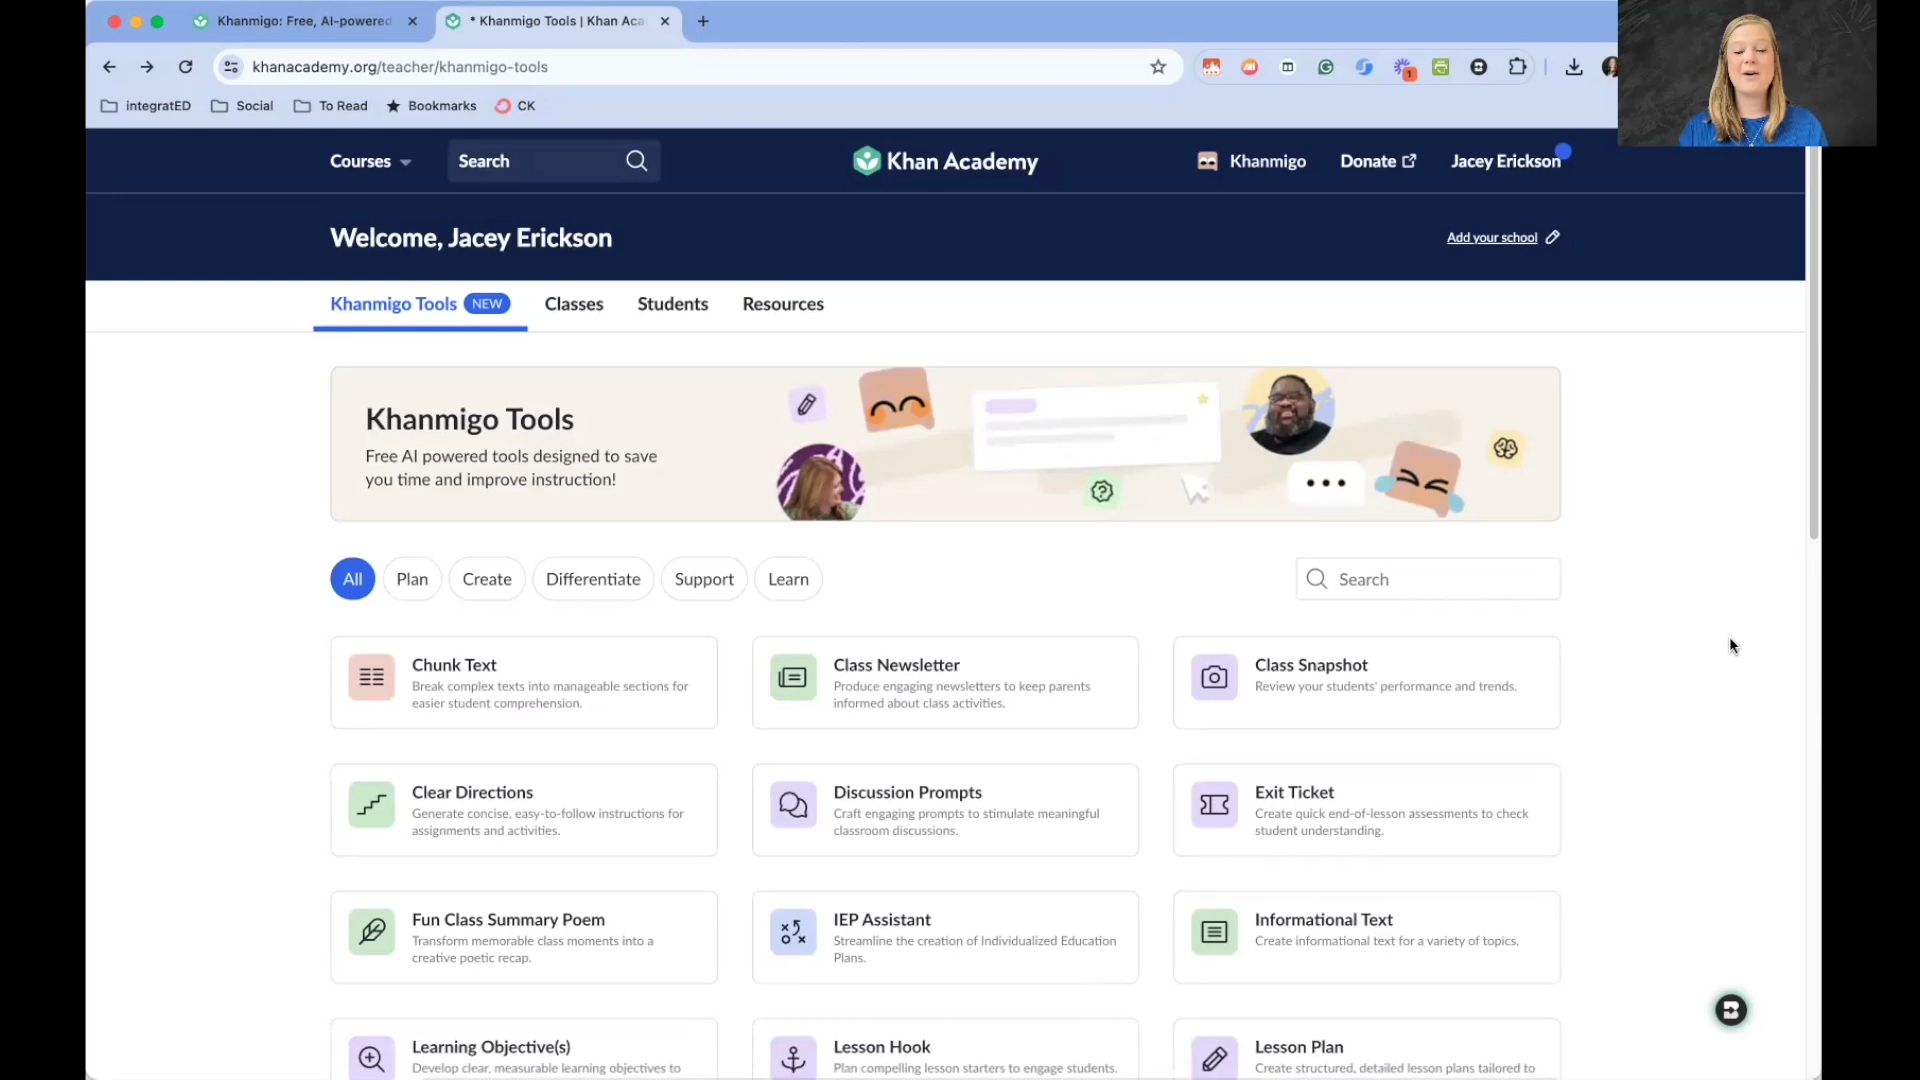 Khanmigo: Free, AI-powered
* Khanmigo Tools | Khan Aca
khanacademy.org/teacher/khanmigo-tools
1
integratED
Social
To Read
Bookmarks
CK
Courses
Search
Khan Academy
Khanmigo
Donate
Jacey Erickson
Welcome, Jacey Erickson
Add your school
Khanmigo Tools NEW
Classes
Students
Resources
Khanmigo Tools
Free AI powered tools designed to save
you time and improve instruction!
All
Plan
Create
Differentiate
Support
Learn
Search
Chunk Text
Break complex texts into manageable sections for
easier student comprehension.
Class Newsletter
Produce engaging newsletters to keep parents
informed about class activities.
Class Snapshot
Review your students' performance and trends.
Clear Directions
Generate concise, easy-to-follow instructions for
assignments and activities.
Discussion Prompts
Craft engaging prompts to stimulate meaningful
classroom discussions.
Exit Ticket
Create quick end-of-lesson assessments to check
student understanding.
Fun Class Summary Poem
Transform memorable class moments into a
creative poetic recap.
IEP Assistant
Streamline the creation of Individualized Education
Plans.
Informational Text
Create informational text for a variety of topics.
Learning Objective(s)
Develop clear, measurable learning objectives to
Lesson Hook
Plan compelling lesson starters to engage students.
Lesson Plan
Create structured, detailed lesson plans tailored to